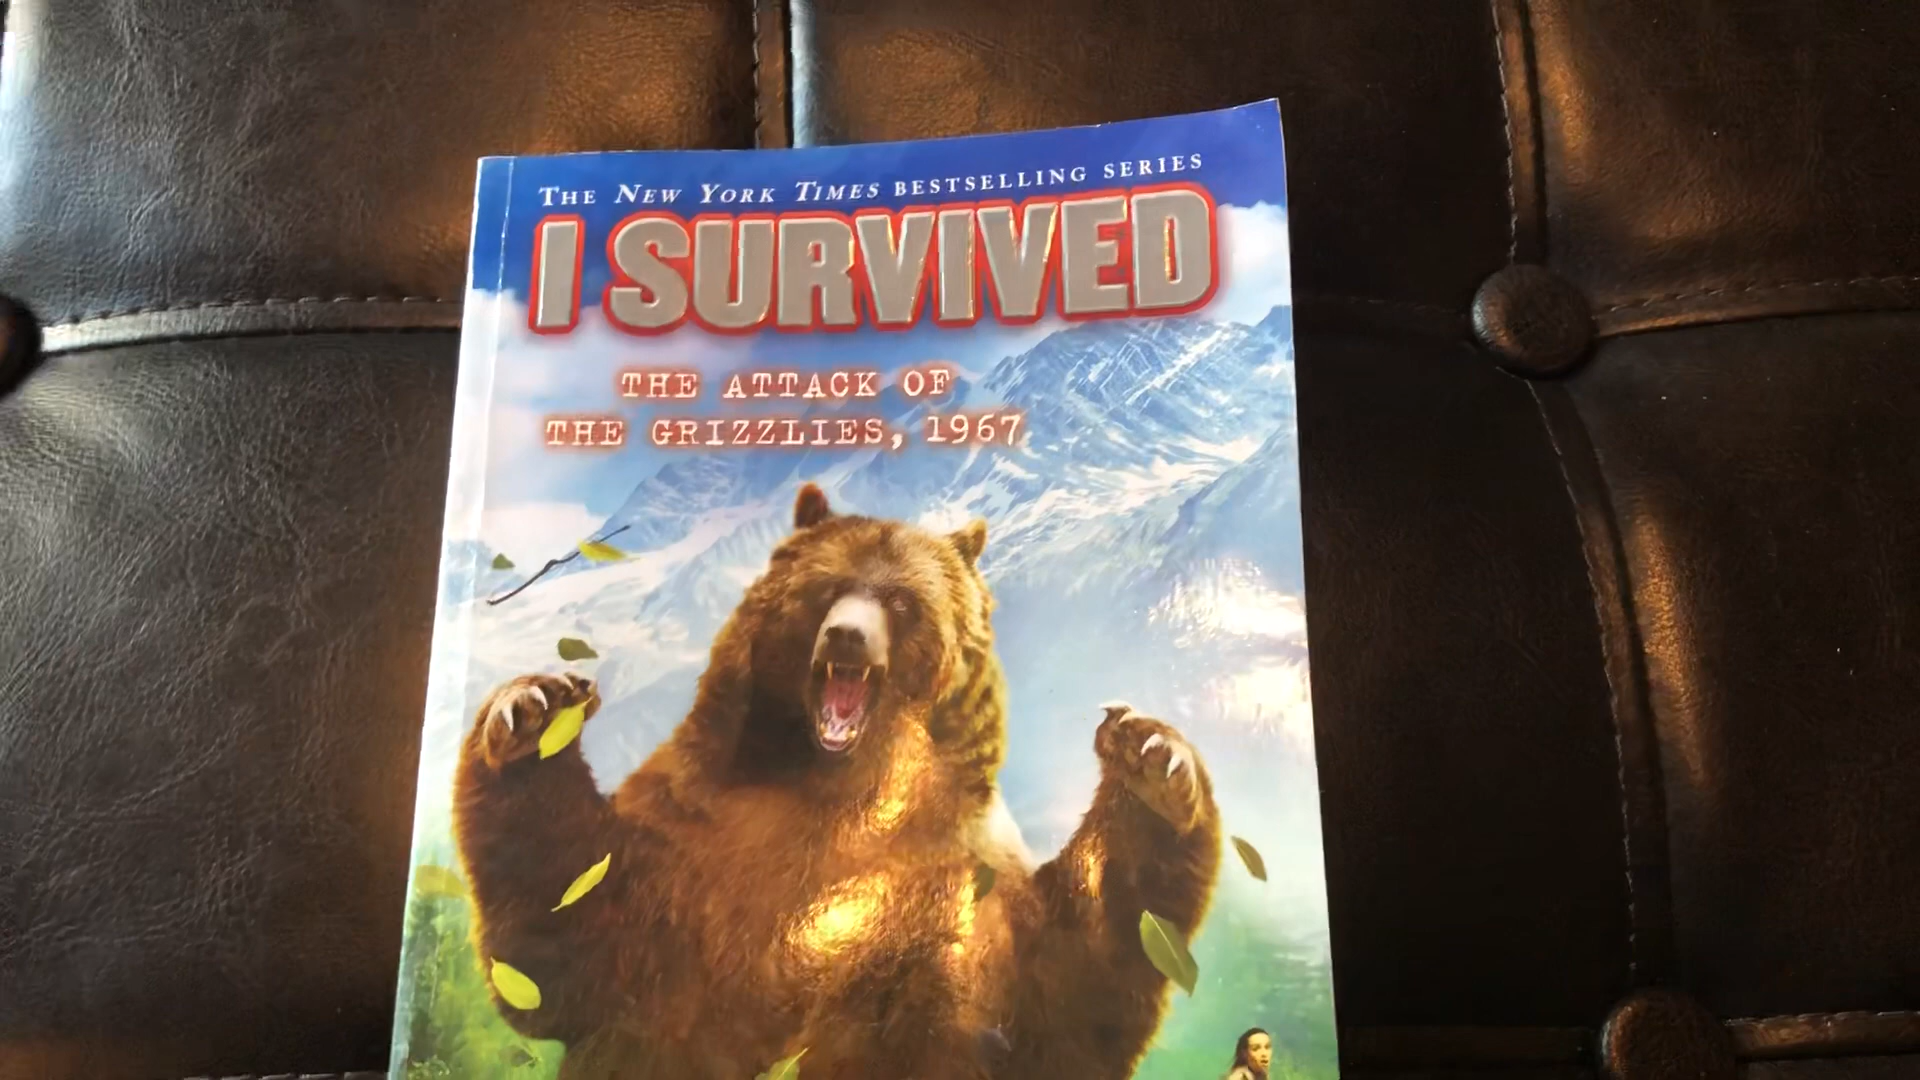 THE NEW YORK TIMES BESTSELLING SERIES
I SURVIVED
THE ATTACK OF
THE GRIZZLIES, 1967